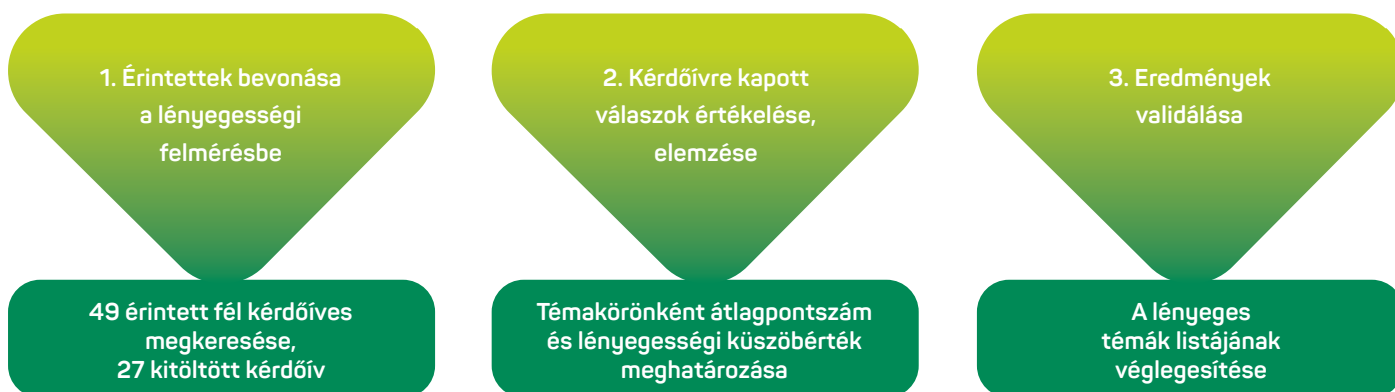 1. Érintettek bevonása
a lényegességi
felmérésbe
49 érintett fél kérdőíves
megkeresése,
27 kitöltött kérdőív
2. Kérdőívre kapott
válaszok értékelése,
elemzése
Témakörönként átlagpontszám
és lényegességi küszöbérték
meghatározása
3. Eredmények
validálása
A lényeges
témák listájának
véglegesítése